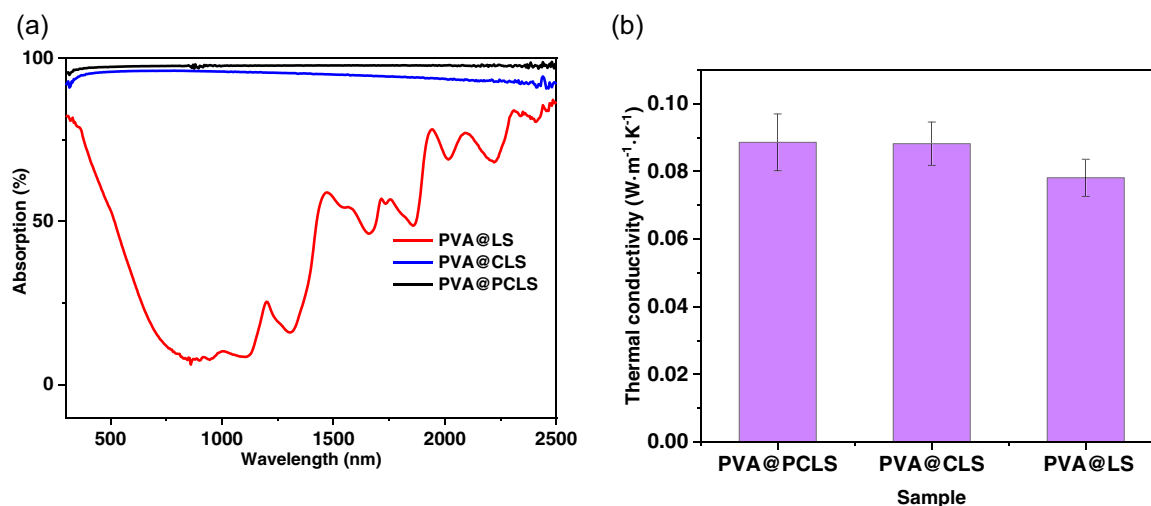 (a)
100
50
0
Absorption (%)
PVA@LS
PVA@CLS
PVA@PCLS
500 1000 1500 2000 2500
Wavelength (nm)
(b)
0.10
0.08
0.06
0.04
0.02
0.00
Thermal conductivity (W·m⁻¹·K⁻¹)
PVA@PCLS PVA@CLS PVA@LS
Sample